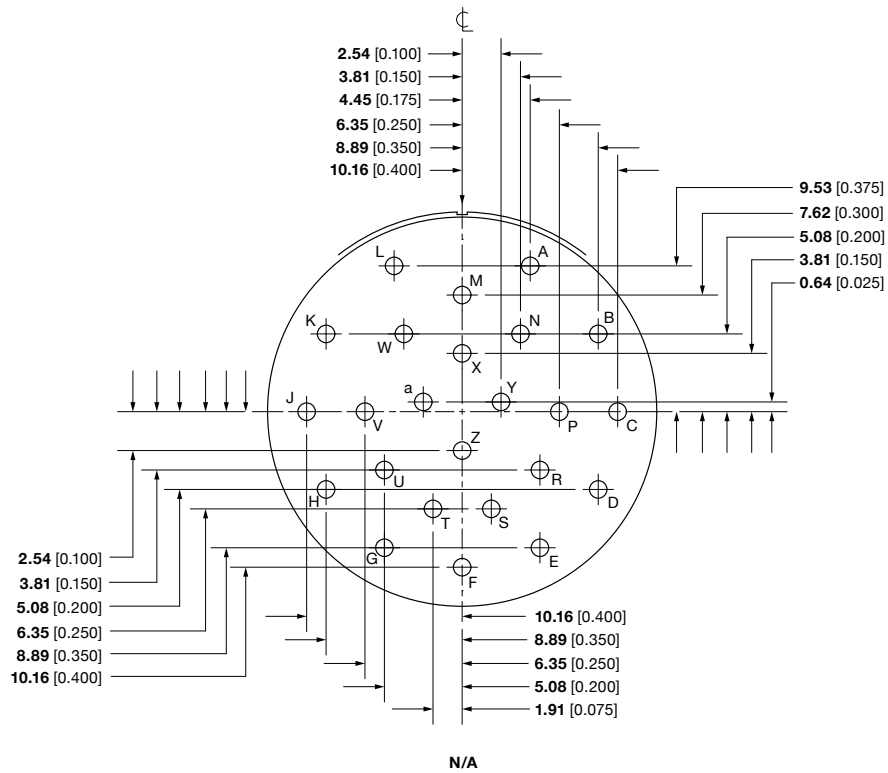 ℄
2.54 [0.100]
3.81 [0.150]
4.45 [0.175]
6.35 [0.250]
8.89 [0.350]
10.16 [0.400]
9.53 [0.375]
7.62 [0.300]
5.08 [0.200]
3.81 [0.150]
0.64 [0.025]
L A
M
K W N B
X
J V a Y P C
Z
H U R D
T S
G E
F
2.54 [0.100]
3.81 [0.150]
5.08 [0.200]
6.35 [0.250]
8.89 [0.350]
10.16 [0.400]
10.16 [0.400]
8.89 [0.350]
6.35 [0.250]
5.08 [0.200]
1.91 [0.075]
N/A